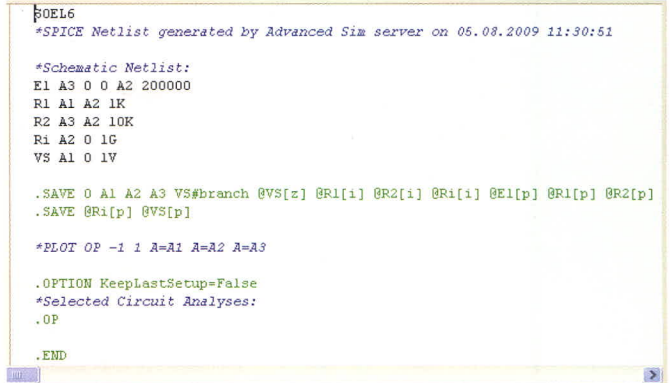 SOEL6
*SPICE Netlist generated by Advanced Sim server on 05.08.2009 11:30:51
*Schematic Netlist:
E1 A3 0 0 A2 200000
R1 A1 A2 1K
R2 A3 A2 10K
Ri A2 0 1G
VS A1 0 1V
.SAVE 0 A1 A2 A3 VS#branch @VS[z] @R1[i] @R2[i] @Ri[i] @E1[p] @R1[p] @R2[p]
.SAVE @Ri[p] @VS[p]
*PLOT OP -1 1 A=A1 A=A2 A=A3
.OPTION KeepLastSetup=False
*Selected Circuit Analyses:
.OP
.END